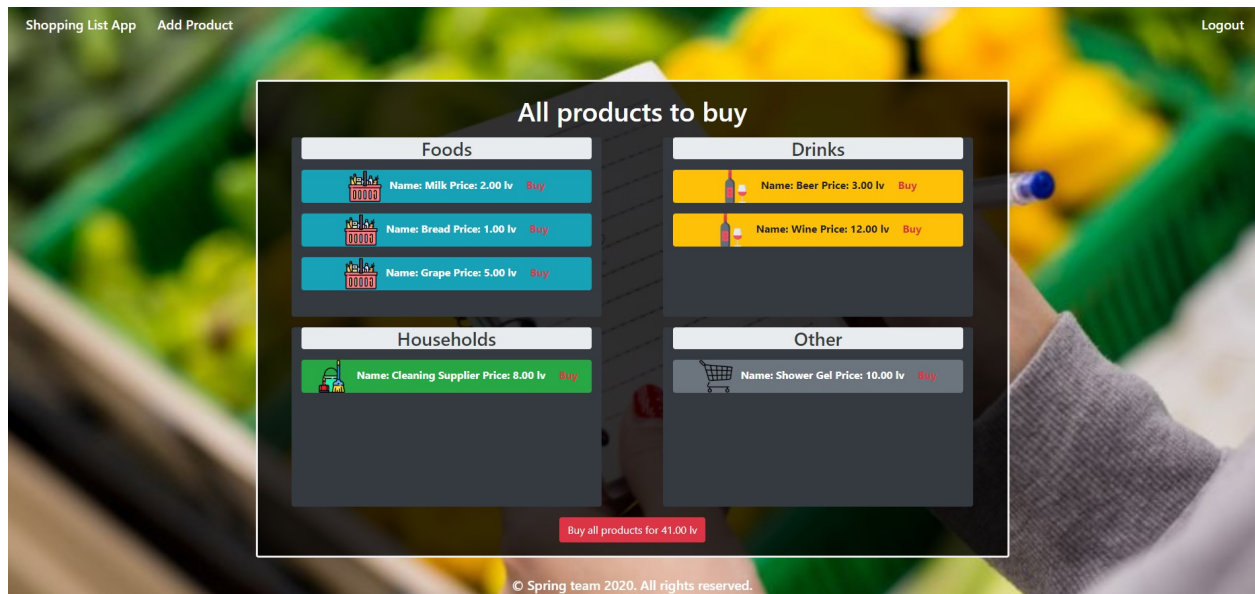 Shopping List App Add Product Logout
All products to buy
Foods
Name: Milk Price: 2.00 lv Buy
Name: Bread Price: 1.00 lv Buy
Name: Grape Price: 5.00 lv Buy
Drinks
Name: Beer Price: 3.00 lv Buy
Name: Wine Price: 12.00 lv Buy
Households
Name: Cleaning Supplier Price: 8.00 lv Buy
Other
Name: Shower Gel Price: 10.00 lv Buy
Buy all products for 41.00 lv
© Spring team 2020. All rights reserved.